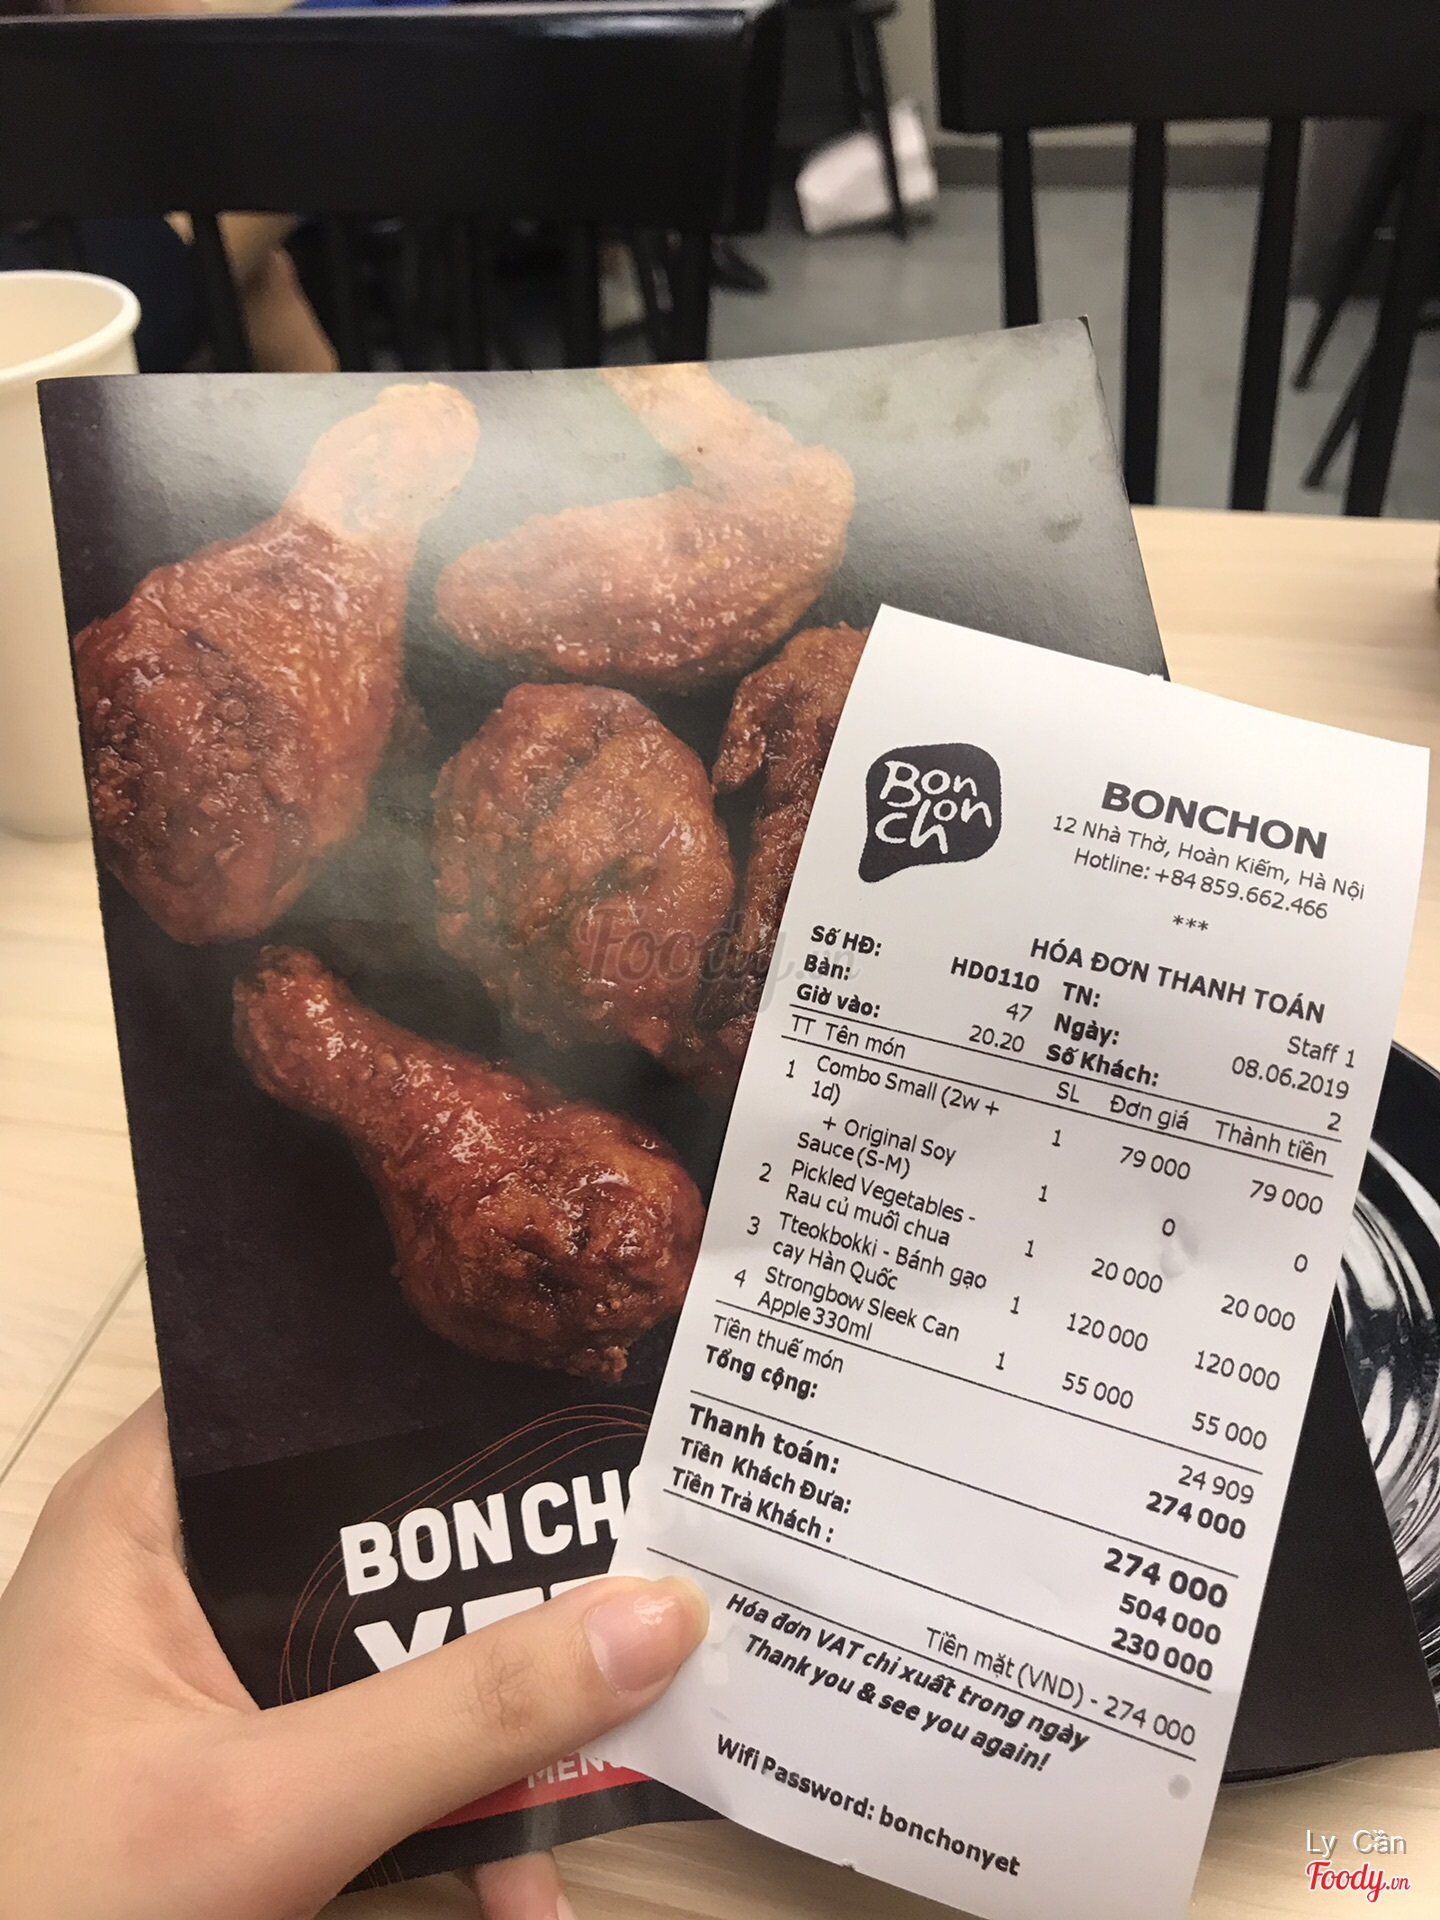 Bon
chon
BONCHON
12 Nhà Thờ, Hoàn Kiếm, Hà Nội
Hotline: +84 859.662.466
***
HÓA ĐƠN THANH TOÁN
Số HĐ: HD0110 TN: Staff 1
Bàn: 47 Ngày: 08.06.2019
Giờ vào: 20.20 Số Khách: 2
TT Tên món SL Đơn giá Thành tiền
1 Combo Small (2w + 1 79 000 79 000
1d)
+ Original Soy 1 0 0
Sauce (S-M)
2 Pickled Vegetables - 1 20 000 20 000
Rau củ muối chua
3 Tteokbokki - Bánh gạo 1 120 000 120 000
cay Hàn Quốc
4 Strongbow Sleek Can 1 55 000 55 000
Apple 330ml
Tiền thuế món 24 909
Tổng cộng: 274 000
Thanh toán: 274 000
Tiền Khách Đưa: 504 000
Tiền Trả Khách : 230 000
Tiền mặt (VND) - 274 000
Hóa đơn VAT chỉ xuất trong ngày
Thank you & see you again!
Wifi Password: bonchonyet
BONCHO
MENU
Foody.vn
Ly Cần
Foody.vn